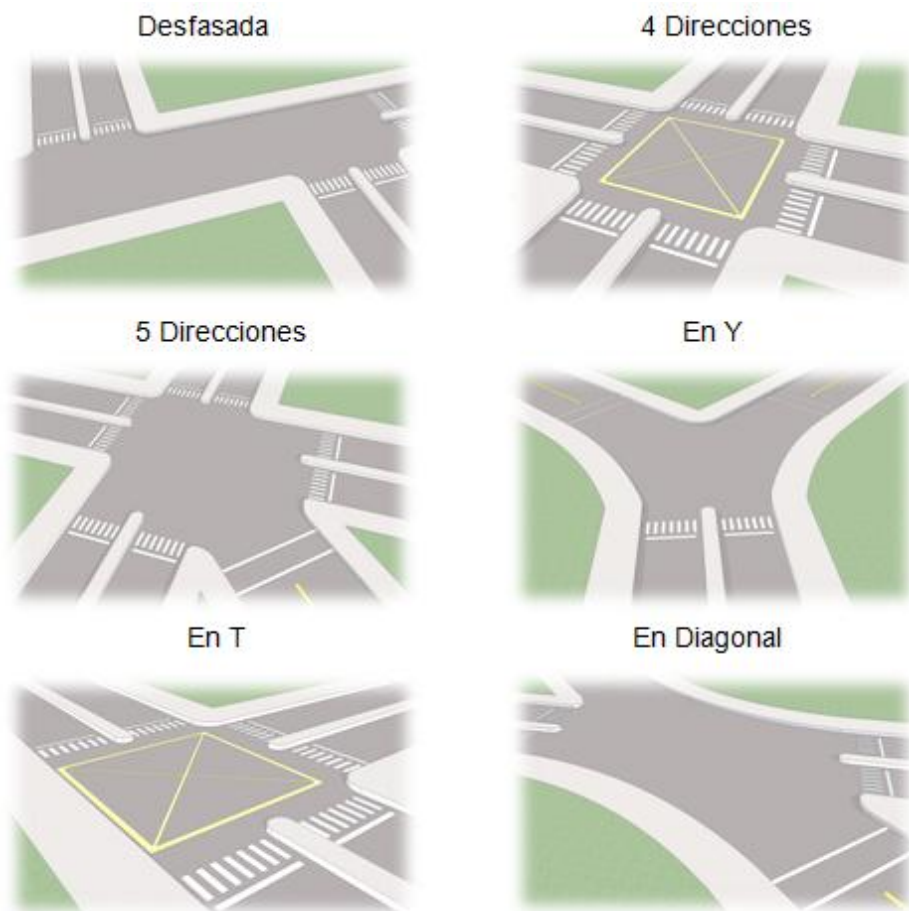 Desfasada
4 Direcciones
5 Direcciones
En Y
En T
En Diagonal